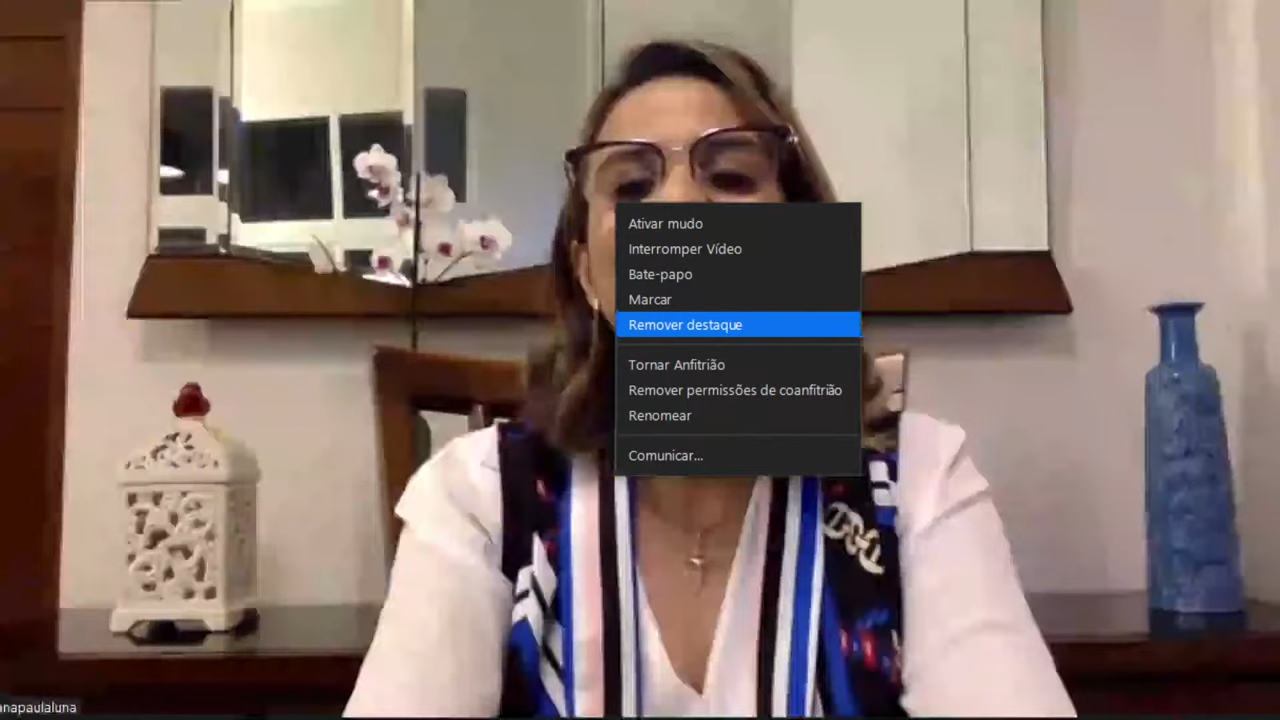 Ativar mudo
Interromper Vídeo
Bate-papo
Marcar
Remover destaque
Tornar Anfitrião
Remover permissões de coanfitrião
Renomear
Comunicar...
anapaulaluna